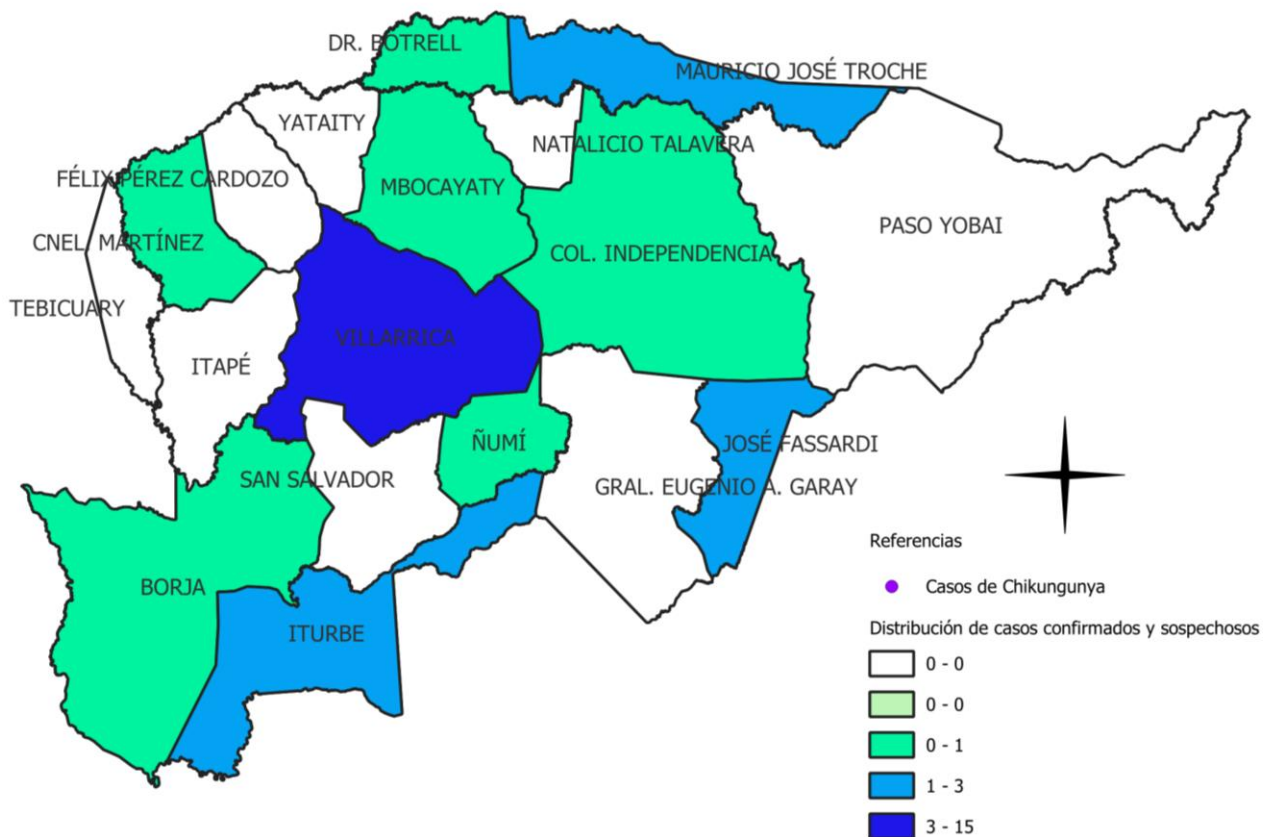 DR. BOTRELL
MAURICIO JOSÉ TROCHE
YATAITY
NATALICIO TALAVERA
FÉLIX PÉREZ CARDOZO
MBOCAYATY
PASO YOBAI
CNEL. MARTÍNEZ
COL. INDEPENDENCIA
TEBICUARY
VILLARRICA
ITAPÉ
ÑUMÍ
JOSÉ FASSARDI
SAN SALVADOR
GRAL. EUGENIO A. GARAY
BORJA
ITURBE
Referencias
Casos de Chikungunya
Distribución de casos confirmados y sospechosos
0 - 0
0 - 0
0 - 1
1 - 3
3 - 15